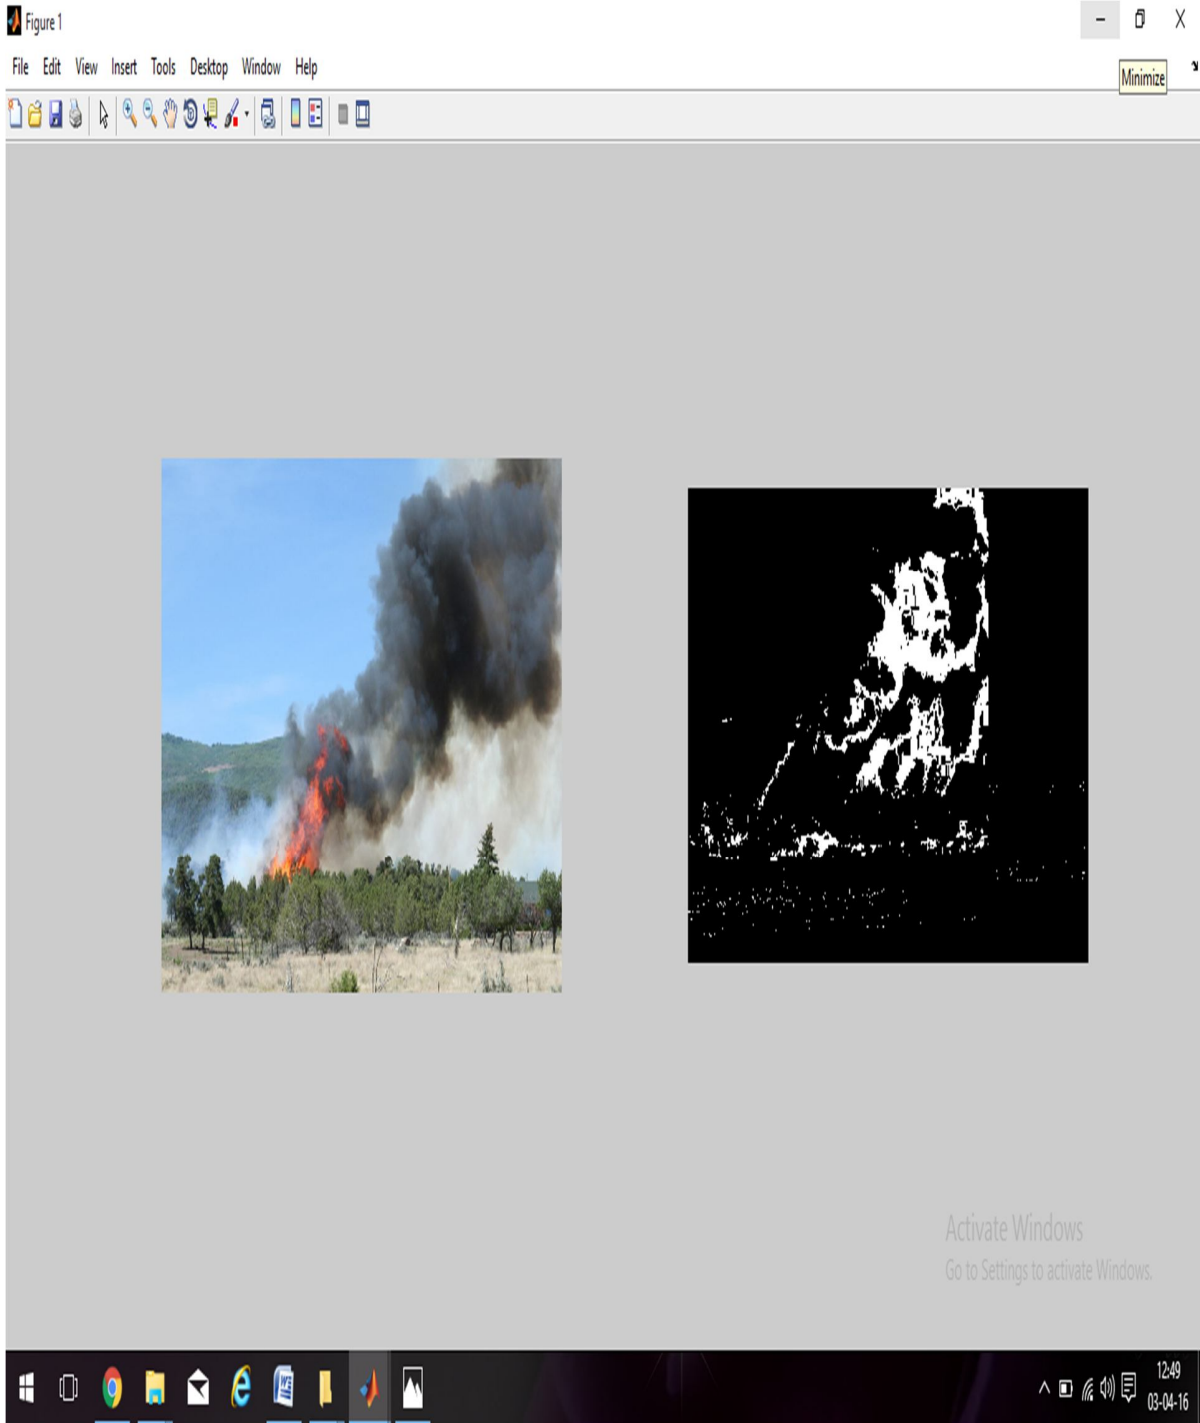 Figure 1
File Edit View Insert Tools Desktop Window Help
Minimize
Activate Windows
Go to Settings to activate Windows.
12:49
03-04-16